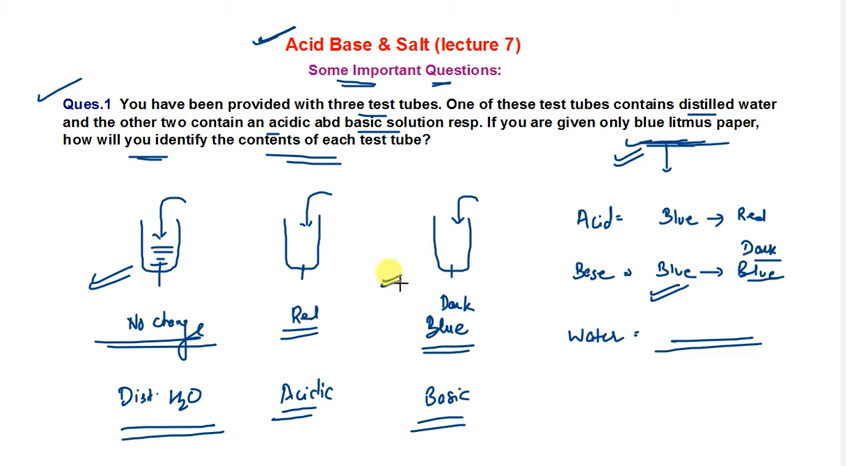 Acid Base & Salt (lecture 7)
Some Important Questions:
Ques.1 You have been provided with three test tubes. One of these test tubes contains distilled water
and the other two contain an acidic abd basic solution resp. If you are given only blue litmus paper,
how will you identify the contents of each test tube?
Acid = Blue → Red
Base = Blue → Dark Blue
Water =
No change
Red
Dark
Blue
Dist. H2O
Acidic
Basic